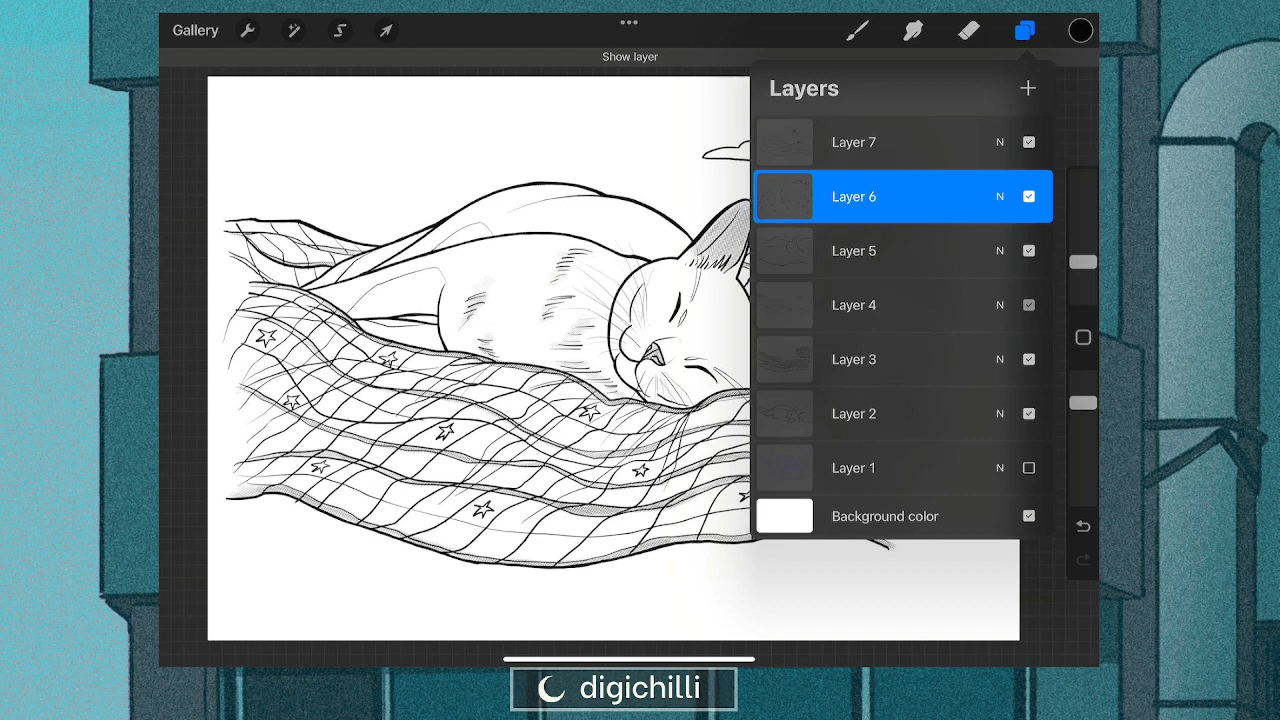 Gallery
Show layer
Layers
Layer 7 N
Layer 6 N
Layer 5 N
Layer 4 N
Layer 3 N
Layer 2 N
Layer 1 N
Background color
digichilli